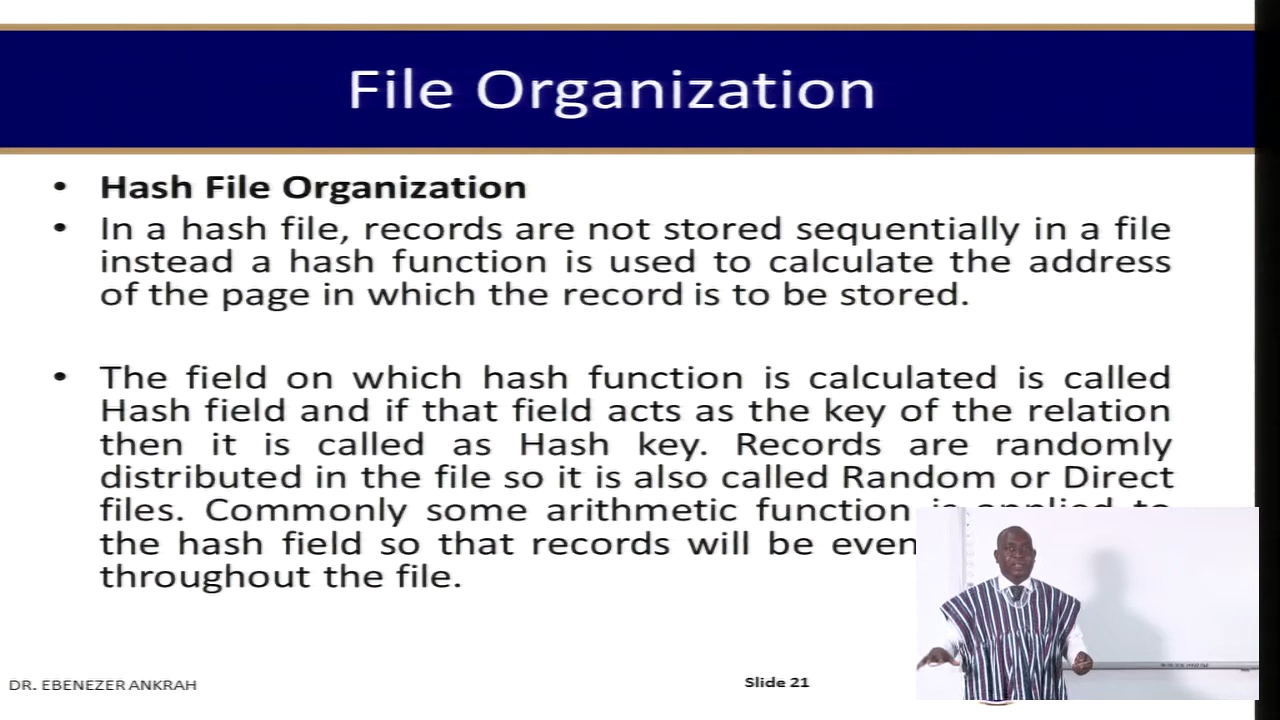 File Organization
• Hash File Organization
• In a hash file, records are not stored sequentially in a file
instead a hash function is used to calculate the address
of the page in which the record is to be stored.
• The field on which hash function is calculated is called
Hash field and if that field acts as the key of the relation
then it is called as Hash key. Records are randomly
distributed in the file so it is also called Random or Direct
files. Commonly some arithmetic function is applied to
the hash field so that records will be even
throughout the file.
DR. EBENEZER ANKRAH
Slide 21